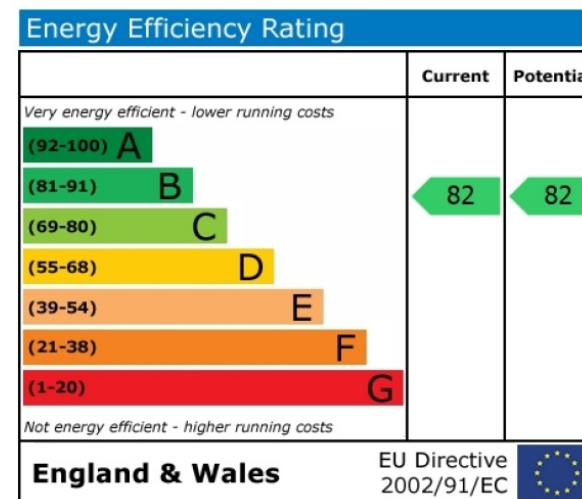 Energy Efficiency Rating
Current Potentia
Very energy efficient - lower running costs
(92-100) A
(81-91) B 82 82
(69-80) C
(55-68) D
(39-54) E
(21-38) F
(1-20) G
Not energy efficient - higher running costs
England & Wales
EU Directive
2002/91/EC